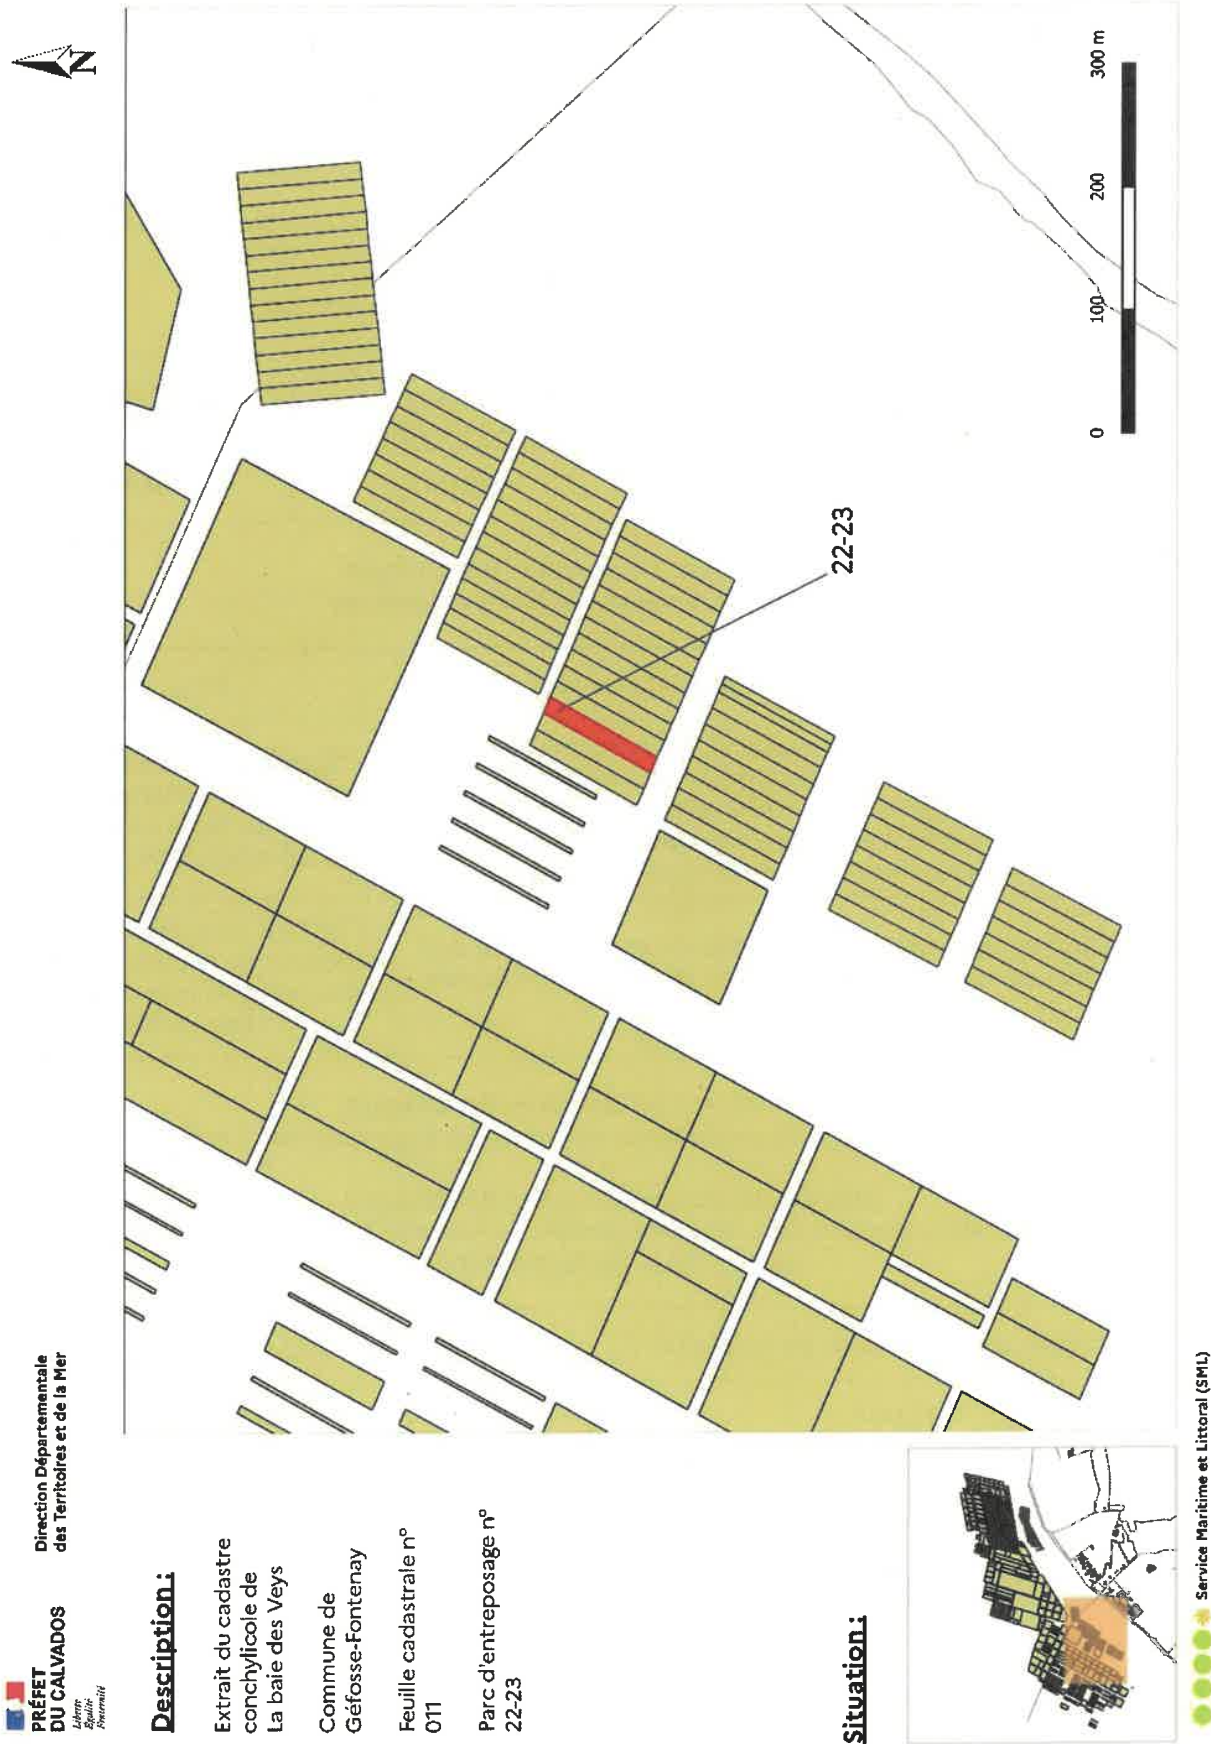 PRÉFET
DU CALVADOS
Liberté
Égalité
Fraternité
Direction Départementale
des Territoires et de la Mer
N
Description :
Extrait du cadastre
conchylicole de
La baie des Veys
Commune de
Géfosse-Fontenay
Feuille cadastrale n°
011
Parc d'entreposage n°
22-23
Situation :
22-23
0 100 200 300 m
Service Maritime et Littoral (SML)